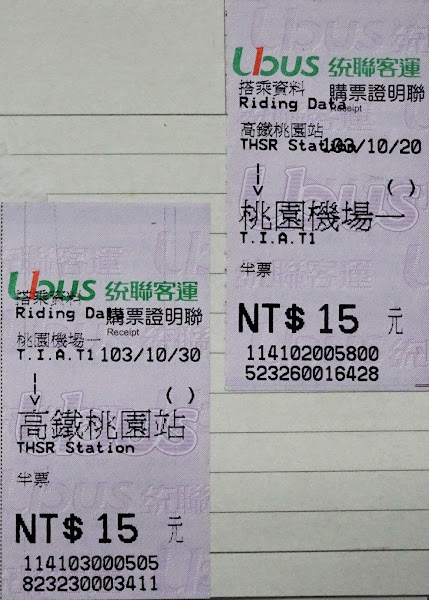 Ubus 統聯客運
搭乘資料 購票證明聯
Riding Data Receipt
高鐵桃園站
THSR Station 103/10/20
( )
桃園機場一
T.I.A.T1
半票
NT$ 15 元
114102005800
523260016428
Ubus 統聯客運
搭乘資料 購票證明聯
Riding Data Receipt
桃園機場一
T.I.A.T1 103/10/30
( )
高鐵桃園站
THSR Station
半票
NT$ 15 元
114103000505
823230003411